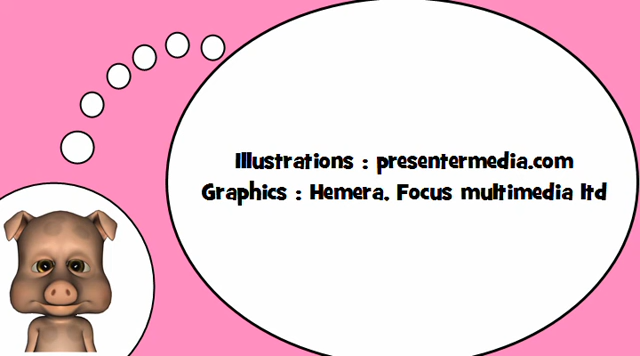 Illustrations : presentermedia.com
Graphics : Hemera. Focus multimedia ltd